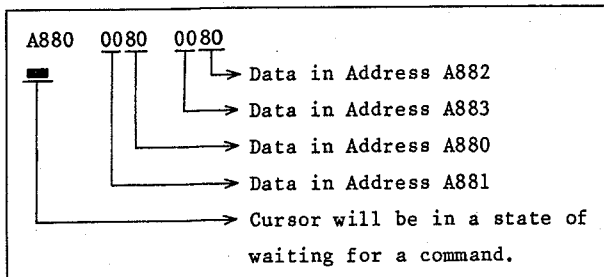 A880 0080 0080
Data in Address A882
Data in Address A883
Data in Address A880
Data in Address A881
Cursor will be in a state of
waiting for a command.